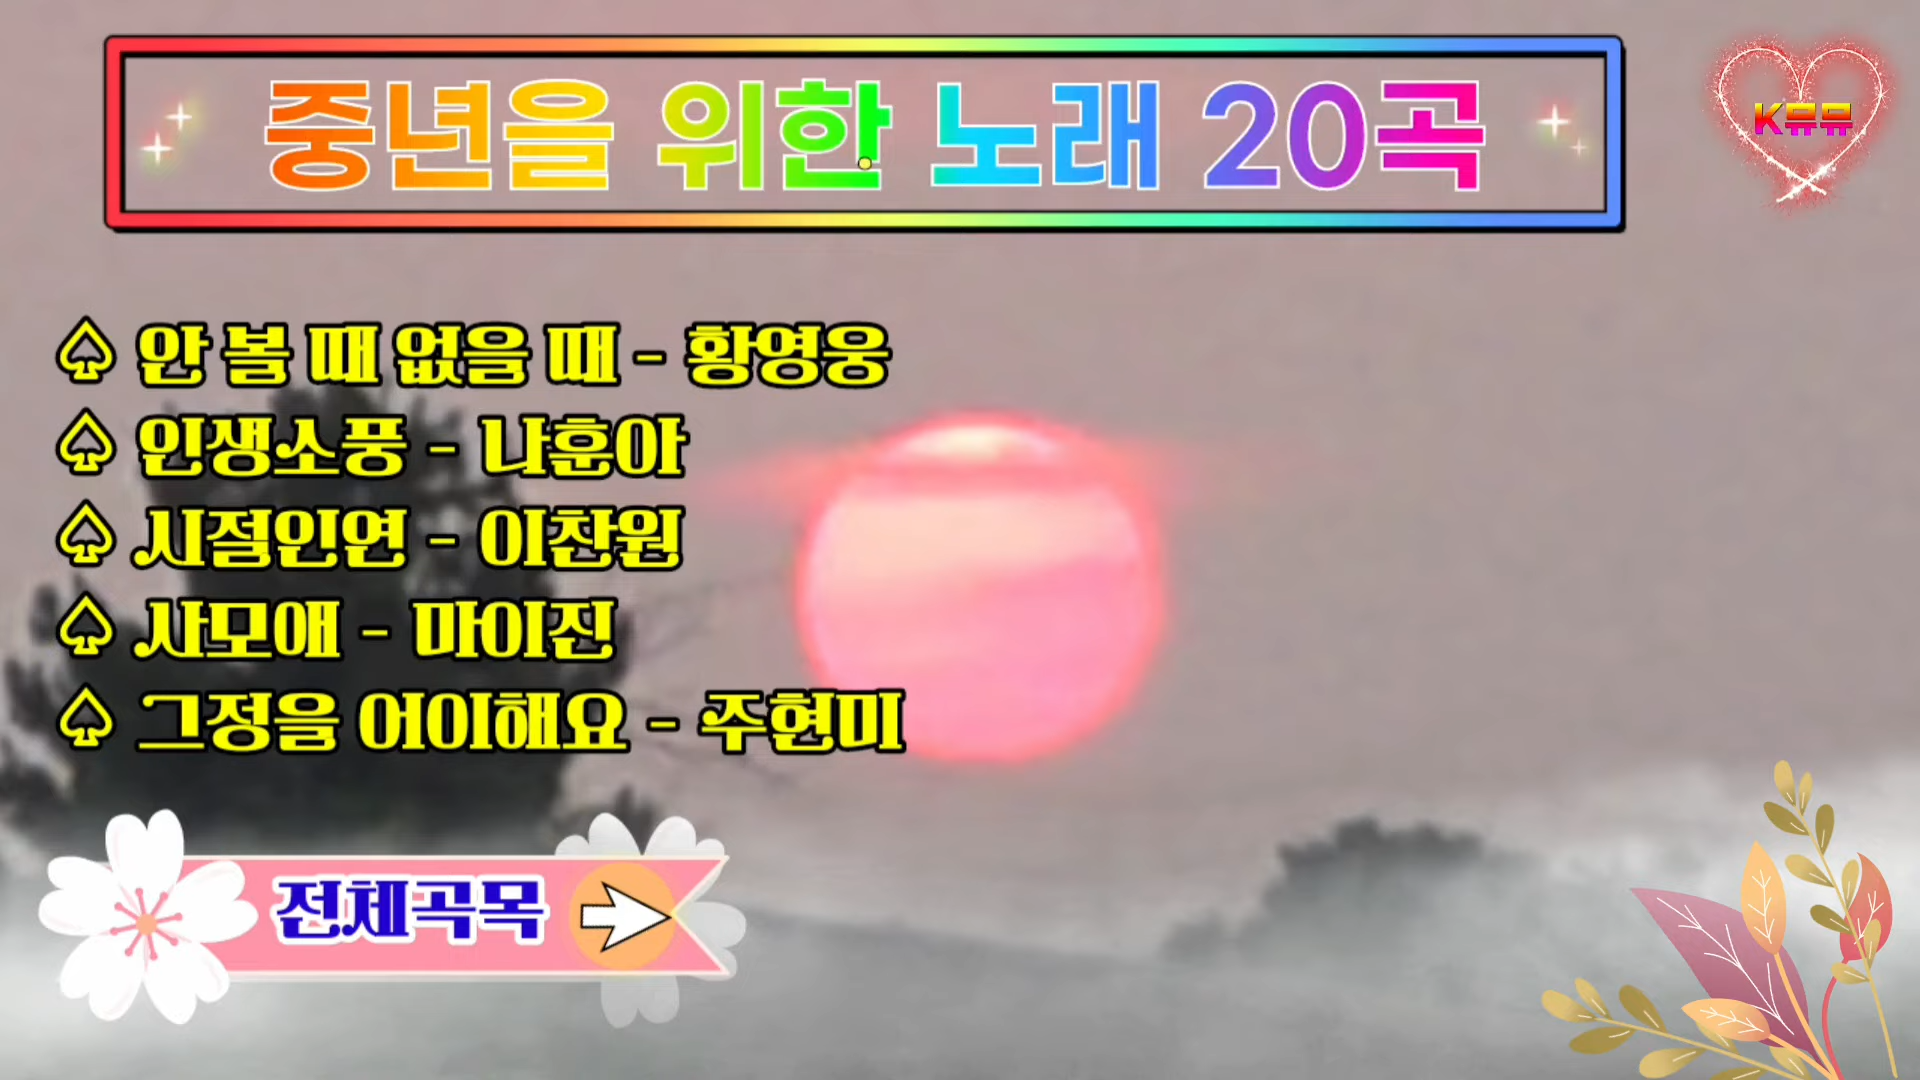 중년을 위한 노래 20곡
K뮤뮤
♤ 안 볼 때 없을 때 - 황영웅
♤ 인생소풍 - 나훈아
♤ 시절인연 - 이찬원
♤ 사모애 - 마이진
♤ 그정을 어이해요 - 주현미
전체곡목